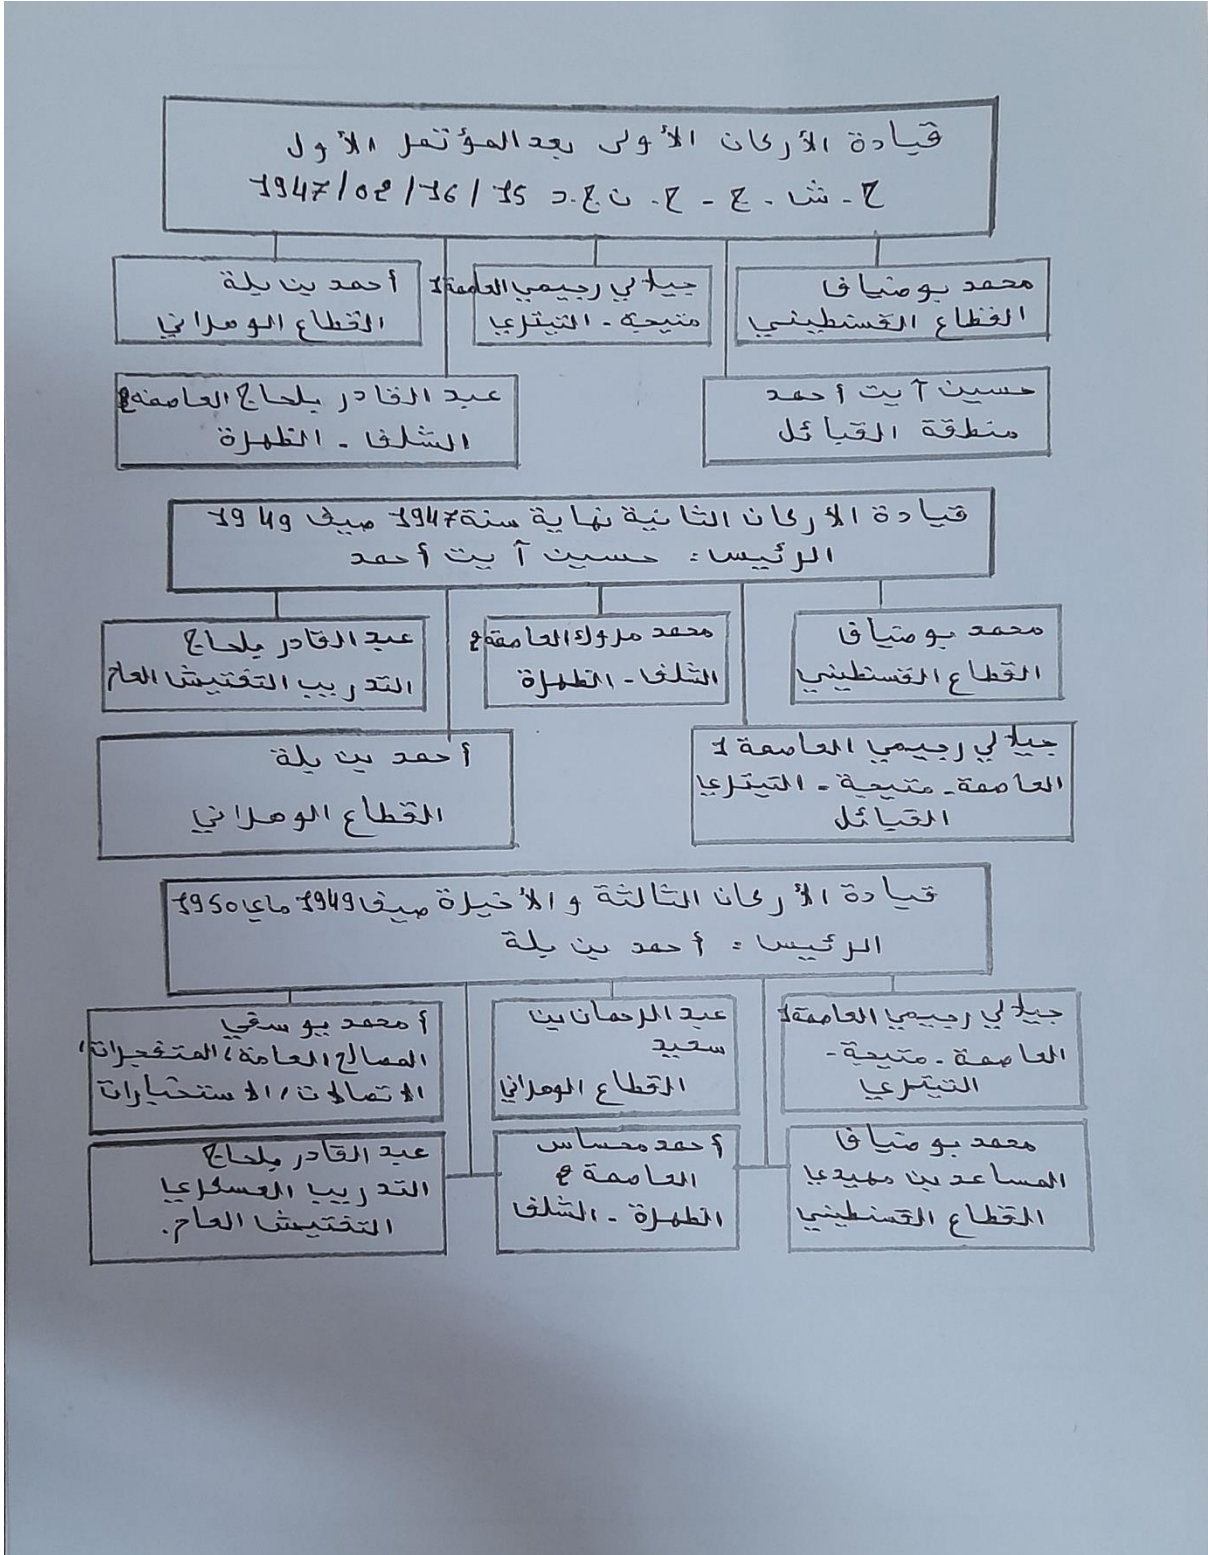 قيادة الأركان الأولى بعد المؤتمر الأول
ح - ش - ج - ح . ن ج . د 15 / 16 / 02 / 1947
محمد بوضياف
القطاع القسنطيني
جيلالي رجيمي العاصمة 1
متيجة - التيتري
أحمد بن بلة
القطاع الوهراني
حسين آيت أحمد
منطقة القبائل
عبد القادر بلحاج العاصمة 2
الشلف - الظهرة
قيادة الاركان الثانية نهاية سنة 1947 صيف 1949
الرئيس : حسين آيت أحمد
محمد بوضياف
القطاع القسنطيني
محمد مروك العاصمة 2
الشلف - الظهرة
عبد القادر بلحاج
التدريب التفتيش العام
جيلالي رجيمي العاصمة 1
العاصمة - متيجة - التيتري
القبائل
أحمد بن بلة
القطاع الوهراني
قيادة الأركان الثالثة و الأخيرة صيف 1949 ماي 1950
الرئيس : أحمد بن بلة
جيلالي رجيمي العاصمة 1
العاصمة - متيجة -
التيتري
عبد الرحمان بن
سعيد
القطاع الوهراني
أمحمد يوسفي
المصالح العامة ، المتفجرات ،
الاتصالات ، الاستخبارات
محمد بوضياف
المساعد بن مهيدي
القطاع القسنطيني
أحمد محساس
العاصمة 2
الظهرة - الشلف
عبد القادر بلحاج
التدريب العسكري
التفتيش العام .